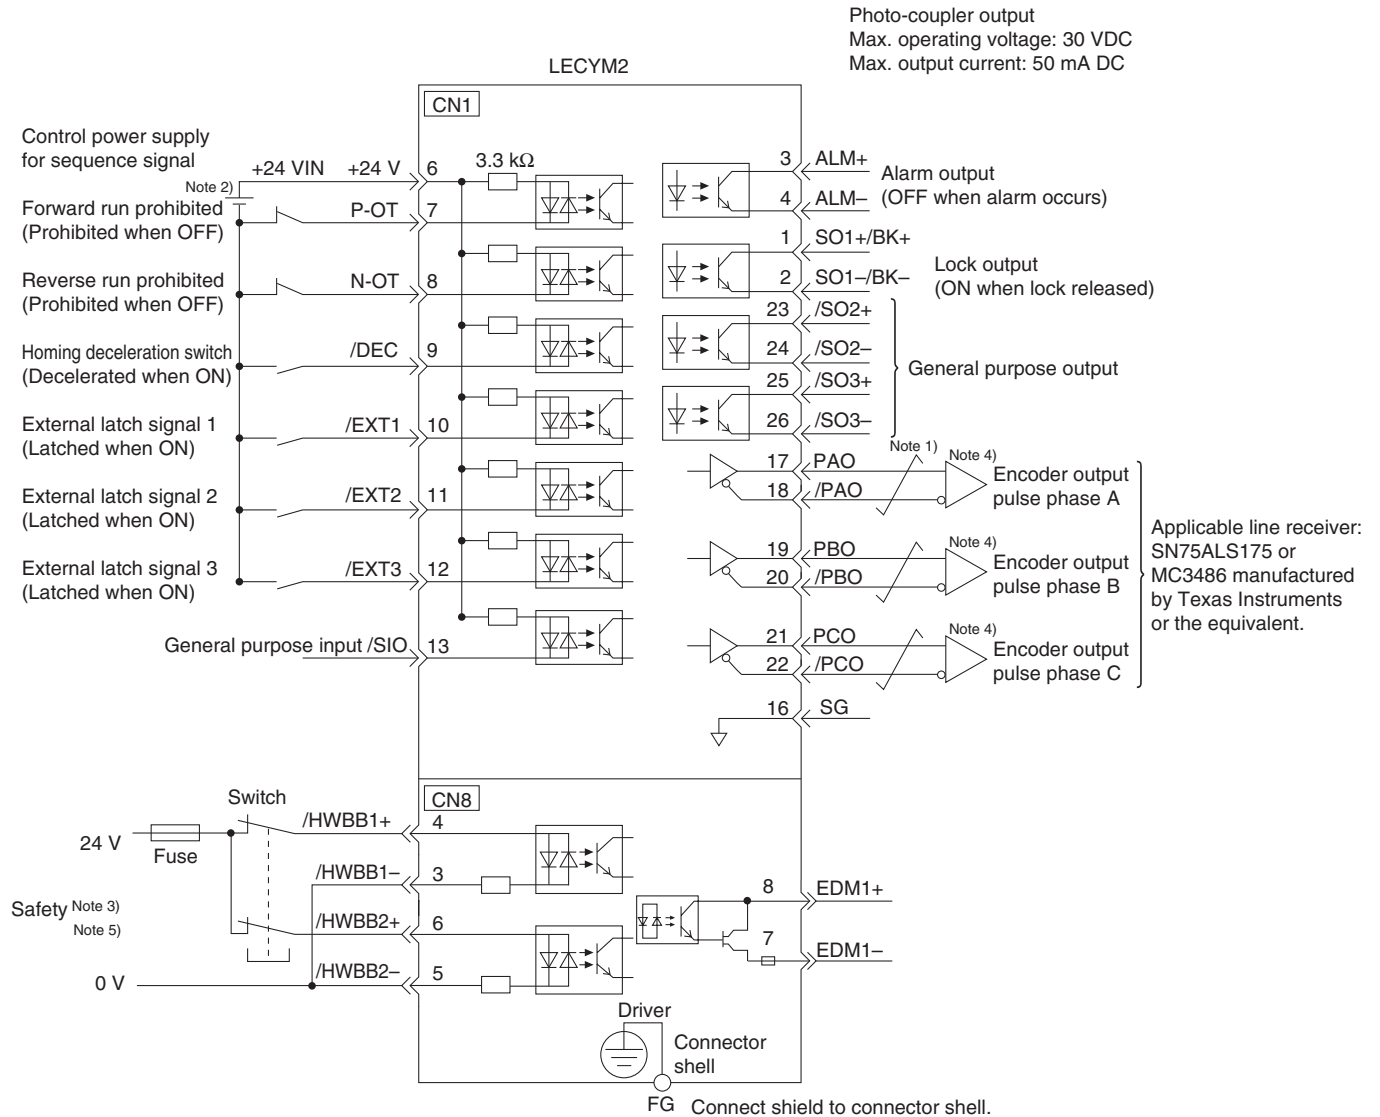 Photo-coupler output
Max. operating voltage: 30 VDC
Max. output current: 50 mA DC
LECYM2
CN1
Control power supply
for sequence signal
+24 VIN
+24 V
6
3.3 kΩ
Note 2)
Forward run prohibited
(Prohibited when OFF)
P-OT
7
Reverse run prohibited
(Prohibited when OFF)
N-OT
8
Homing deceleration switch
(Decelerated when ON)
/DEC
9
External latch signal 1
(Latched when ON)
/EXT1
10
External latch signal 2
(Latched when ON)
/EXT2
11
External latch signal 3
(Latched when ON)
/EXT3
12
General purpose input /SIO
13
3
ALM+
4
ALM–
Alarm output
(OFF when alarm occurs)
1
SO1+/BK+
2
SO1–/BK–
Lock output
(ON when lock released)
23
/SO2+
24
/SO2–
25
/SO3+
26
/SO3–
General purpose output
Note 1)
17
PAO
18
/PAO
Note 4)
Encoder output
pulse phase A
19
PBO
20
/PBO
Note 4)
Encoder output
pulse phase B
21
PCO
22
/PCO
Note 4)
Encoder output
pulse phase C
Applicable line receiver:
SN75ALS175 or
MC3486 manufactured
by Texas Instruments
or the equivalent.
16
SG
CN8
Switch
24 V
Fuse
/HWBB1+
4
/HWBB1–
3
Safety Note 3)
Note 5)
/HWBB2+
6
/HWBB2–
5
0 V
8
EDM1+
7
EDM1–
Driver
Connector
shell
FG
Connect shield to connector shell.